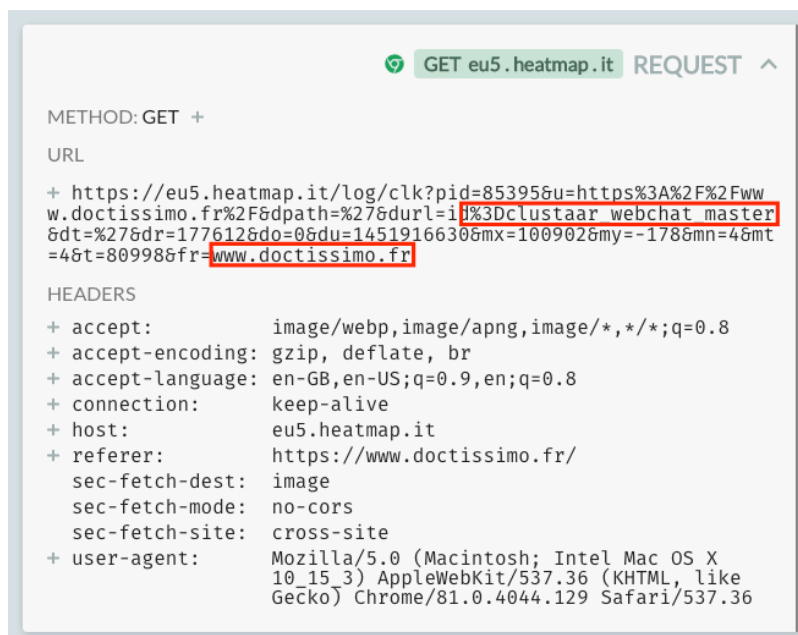 GET eu5.heatmap.it REQUEST
METHOD: GET +
URL
+ https://eu5.heatmap.it/log/clk?pid=85395&u=https%3A%2F%2Fww
w.doctissimo.fr%2F&dpath=%27&durl=id%3Dclustaar_webchat_master
&dt=%27&dr=177612&do=0&du=1451916630&mx=100902&my=-178&mn=4&mt
=4&t=80998&fr=www.doctissimo.fr
HEADERS
+ accept: image/webp,image/apng,image/*,*/*;q=0.8
+ accept-encoding: gzip, deflate, br
+ accept-language: en-GB,en-US;q=0.9,en;q=0.8
+ connection: keep-alive
+ host: eu5.heatmap.it
+ referer: https://www.doctissimo.fr/
sec-fetch-dest: image
sec-fetch-mode: no-cors
sec-fetch-site: cross-site
+ user-agent: Mozilla/5.0 (Macintosh; Intel Mac OS X
10_15_3) AppleWebKit/537.36 (KHTML, like
Gecko) Chrome/81.0.4044.129 Safari/537.36